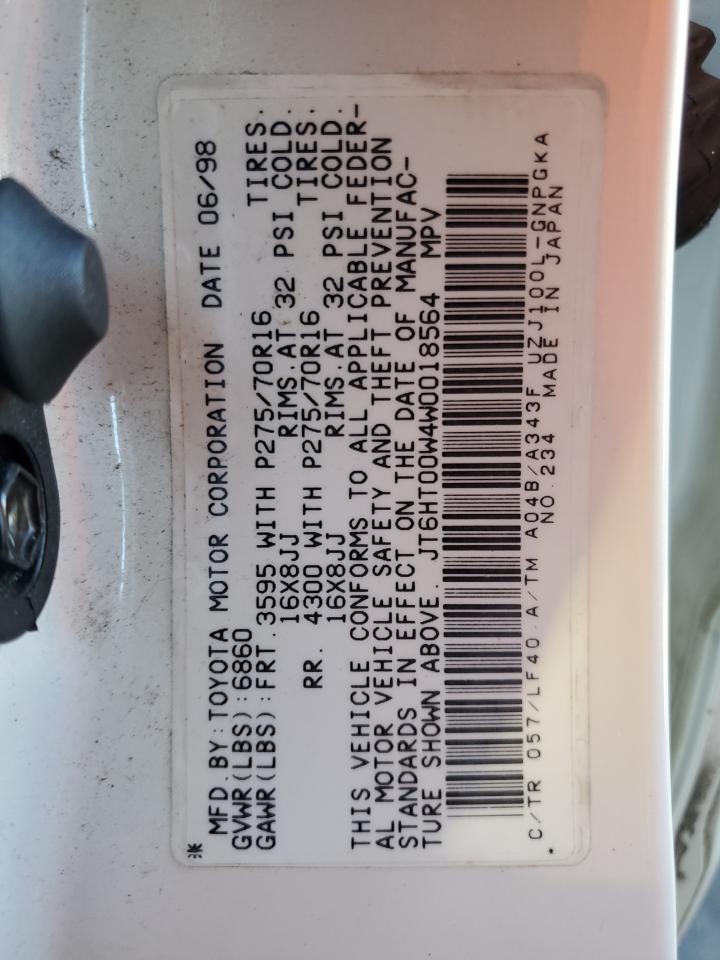 MFD.BY:TOYOTA MOTOR CORPORATION DATE 06/98
GVWR(LBS):6860
GAWR(LBS):FRT.3595 WITH P275/70R16 TIRES.
16X8JJ RIMS.AT 32 PSI COLD.
RR. 4300 WITH P275/70R16 TIRES.
16X8JJ RIMS.AT 32 PSI COLD.
THIS VEHICLE CONFORMS TO ALL APPLICABLE FEDER-
AL MOTOR VEHICLE SAFETY AND THEFT PREVENTION
STANDARDS IN EFFECT ON THE DATE OF MANUFAC-
TURE SHOWN ABOVE. JT6HT00W4W0018564 MPV
C/TR 057/LF40 A/TM A04B/A343F UZJ100L-GNPGKA
NO.234 MADE IN JAPAN